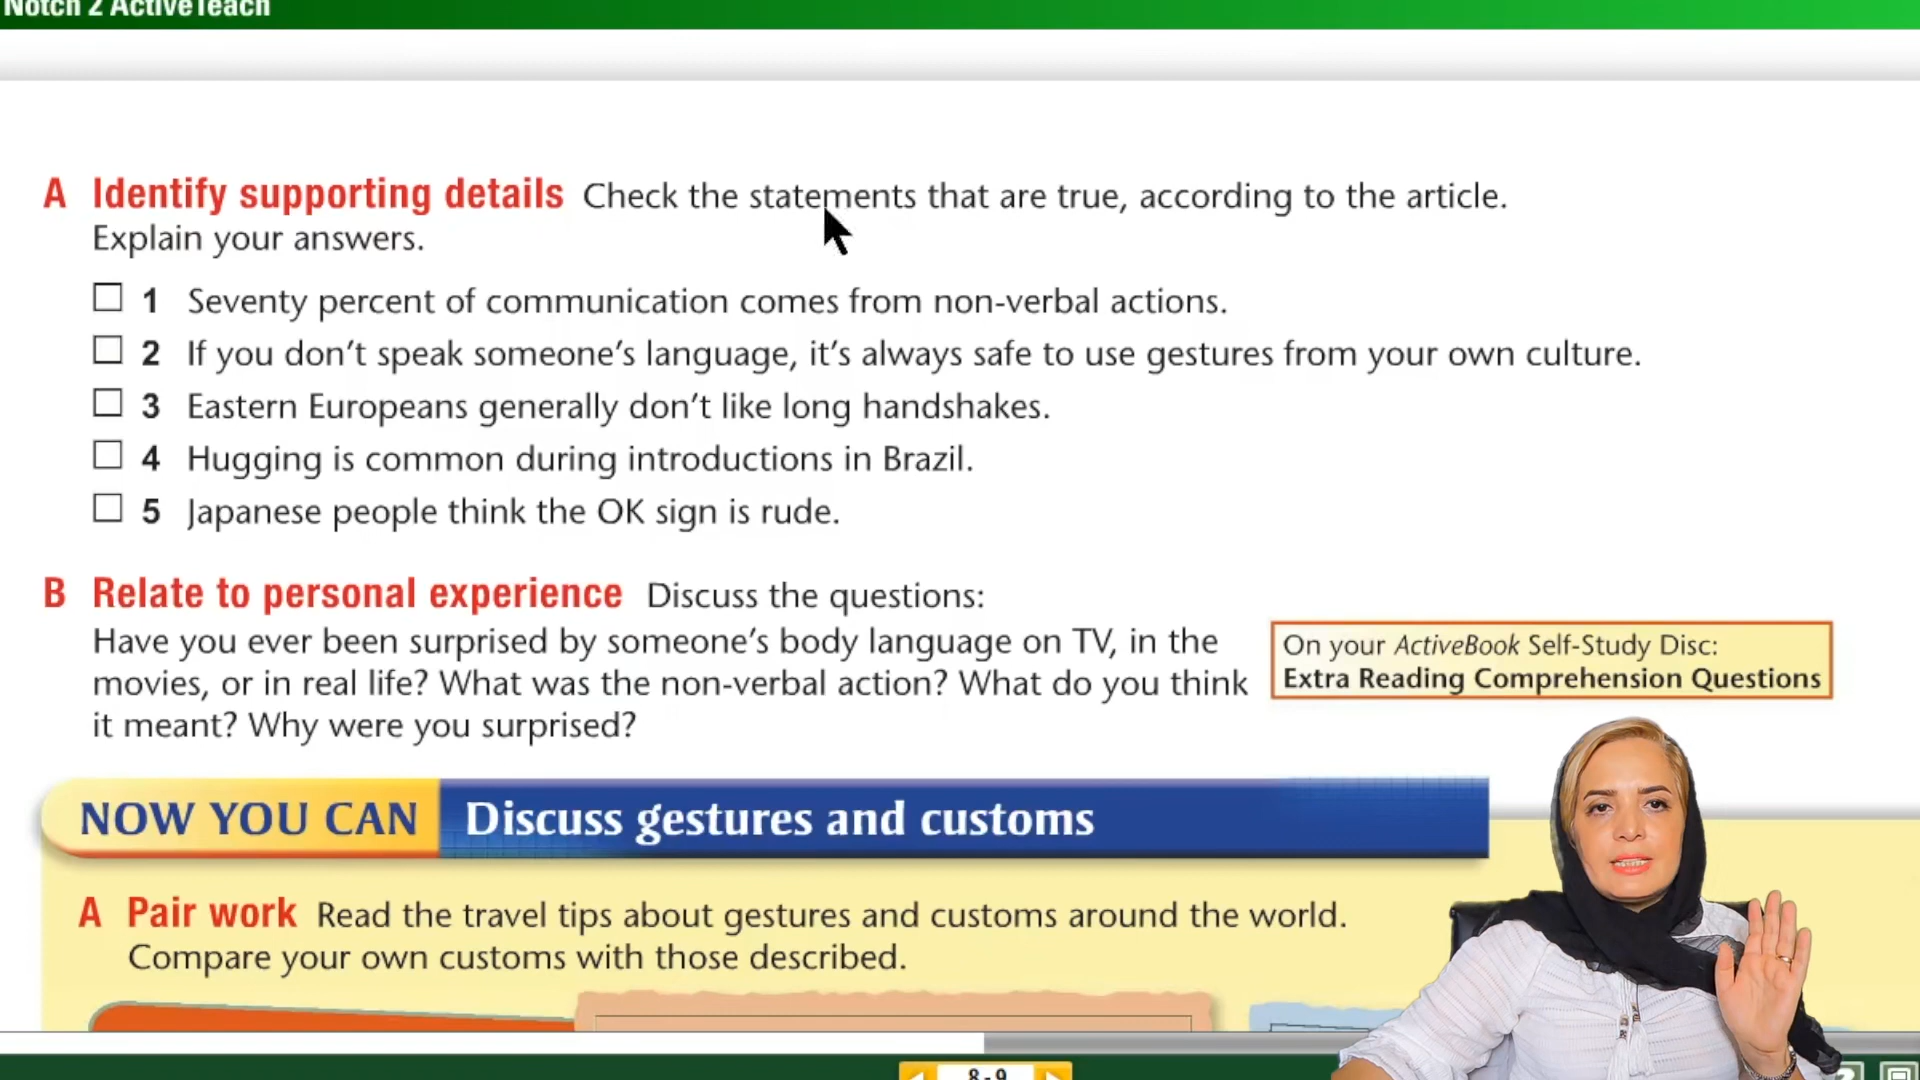 Notch 2 ActiveTeach
A Identify supporting details Check the statements that are true, according to the article.
Explain your answers.
1 Seventy percent of communication comes from non-verbal actions.
2 If you don't speak someone's language, it's always safe to use gestures from your own culture.
3 Eastern Europeans generally don't like long handshakes.
4 Hugging is common during introductions in Brazil.
5 Japanese people think the OK sign is rude.
B Relate to personal experience Discuss the questions:
Have you ever been surprised by someone's body language on TV, in the
movies, or in real life? What was the non-verbal action? What do you think
it meant? Why were you surprised?
On your ActiveBook Self-Study Disc:
Extra Reading Comprehension Questions
NOW YOU CAN Discuss gestures and customs
A Pair work Read the travel tips about gestures and customs around the world.
Compare your own customs with those described.
8-9